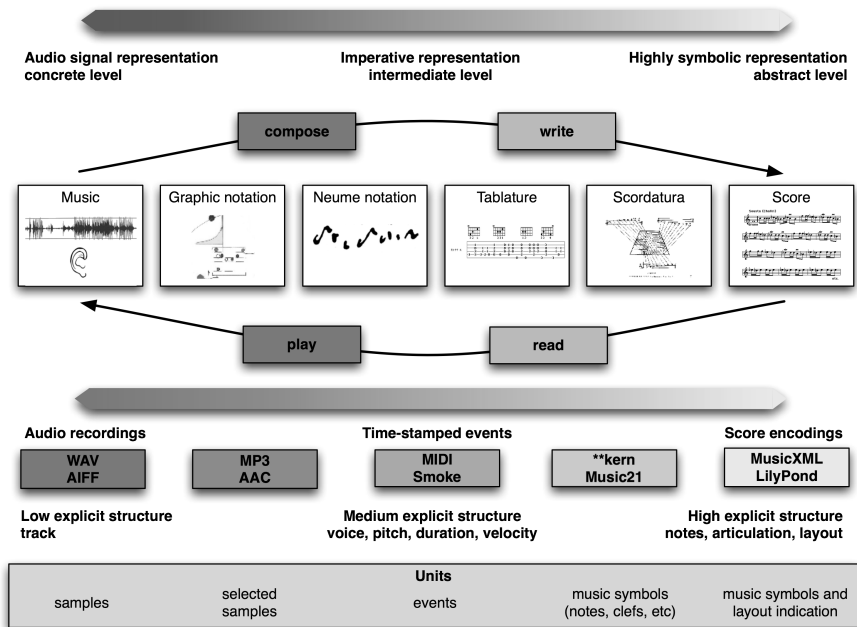 Audio signal representation
concrete level
Imperative representation
intermediate level
Highly symbolic representation
abstract level
compose
write
Music
Graphic notation
Neume notation
Tablature
Scordatura
Score
play
read
Audio recordings
Time-stamped events
Score encodings
WAV
AIFF
MP3
AAC
MIDI
Smoke
**kern
Music21
MusicXML
LilyPond
Low explicit structure
track
Medium explicit structure
voice, pitch, duration, velocity
High explicit structure
notes, articulation, layout
Units
samples
selected
samples
events
music symbols
(notes, clefs, etc)
music symbols and
layout indication